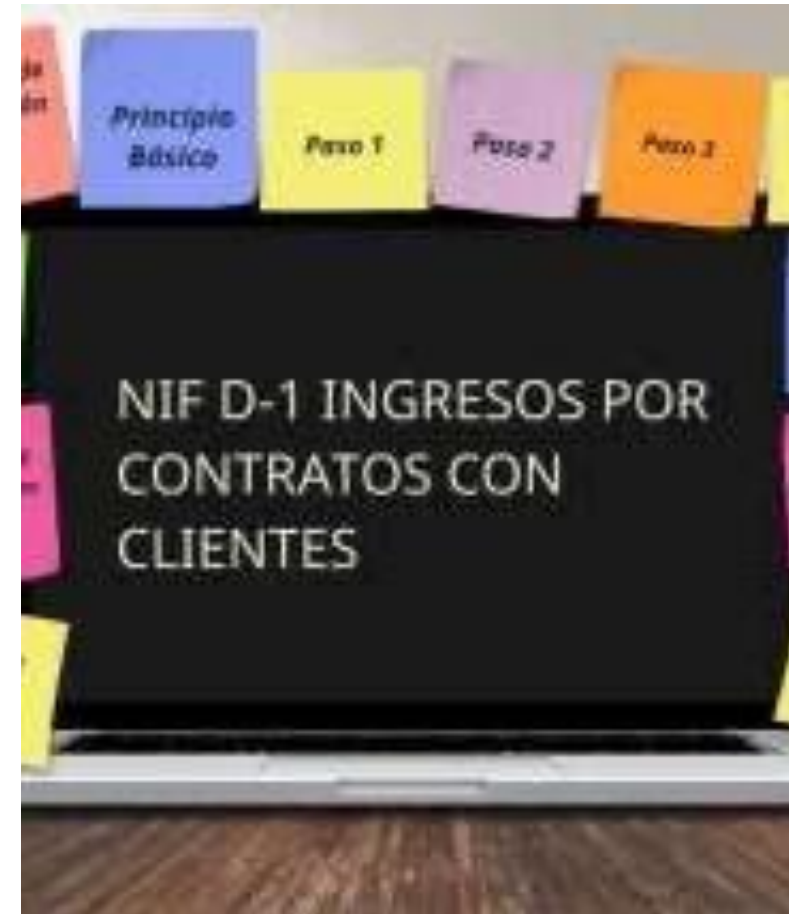 Principio
Básico
Paso 1
Paso 2
Paso 3
NIF D-1 INGRESOS POR
CONTRATOS CON
CLIENTES